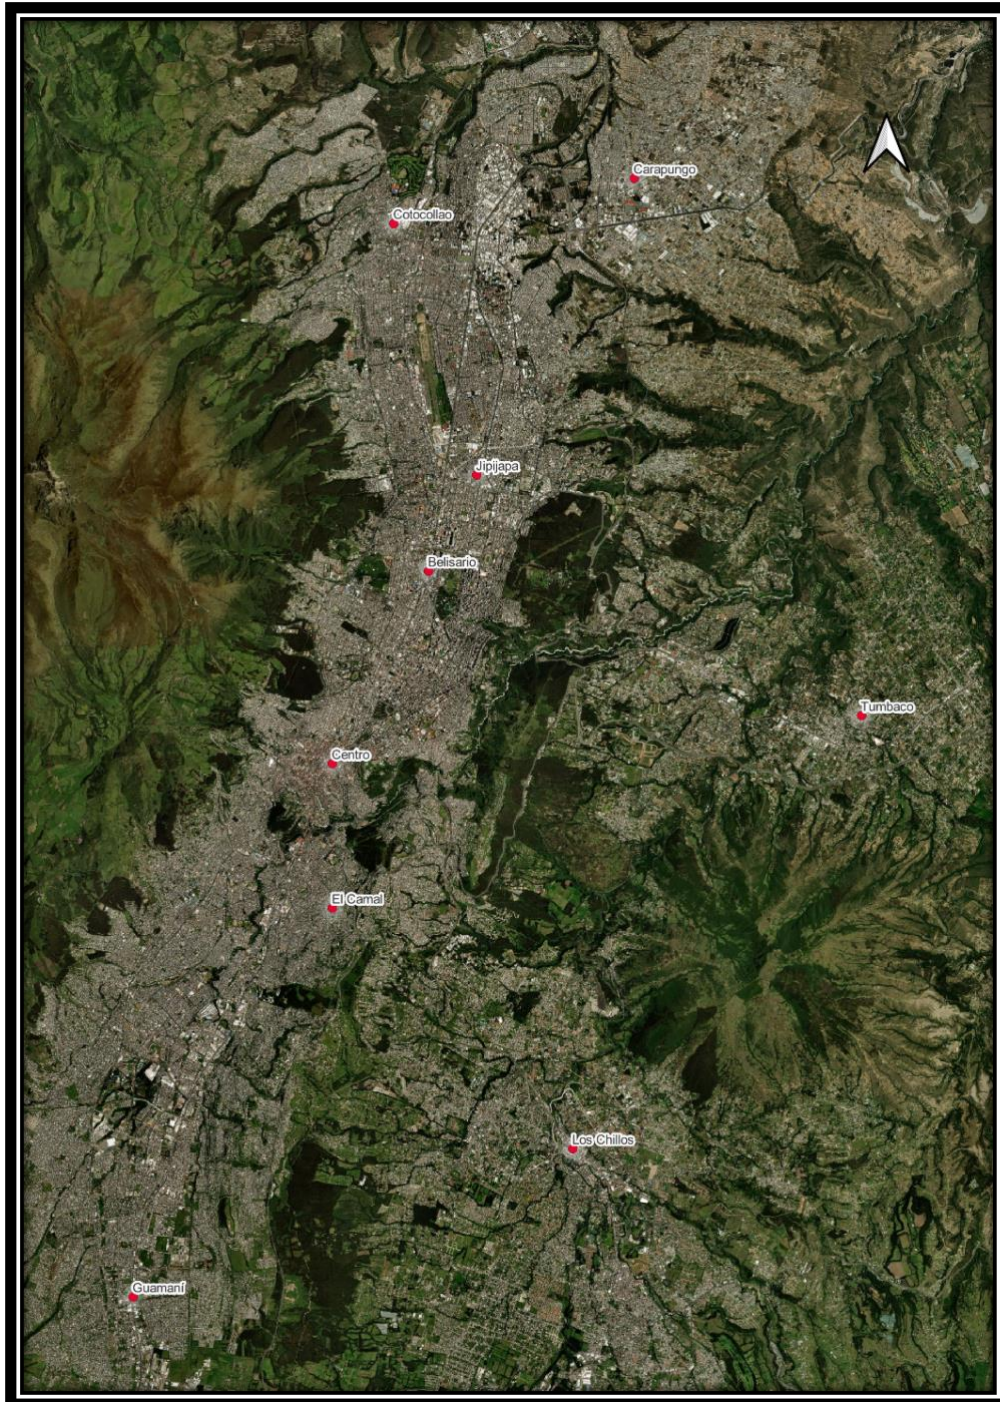 Carapungo
Cotocollao
Jipijapa
Belisario
Tumbaco
Centro
El Camal
Los Chillos
Guamaní